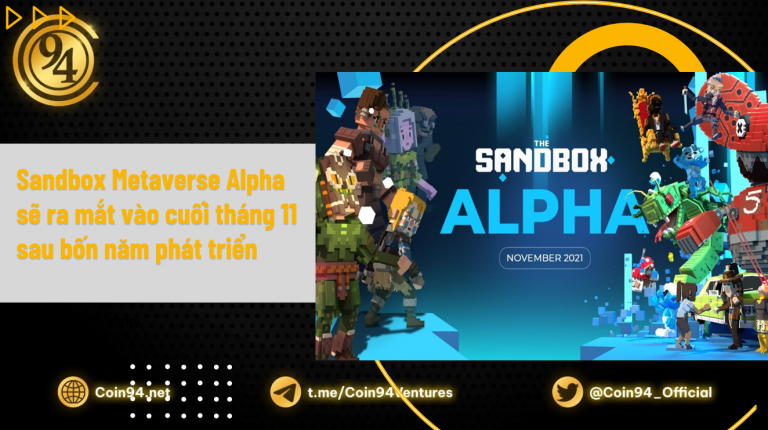 94
Sandbox Metaverse Alpha
sẽ ra mắt vào cuối tháng 11
sau bốn năm phát triển
THE
SANDBOX
ALPHA
NOVEMBER 2021
5
Coin94.net
t.me/Coin94Ventures
@Coin94_Official